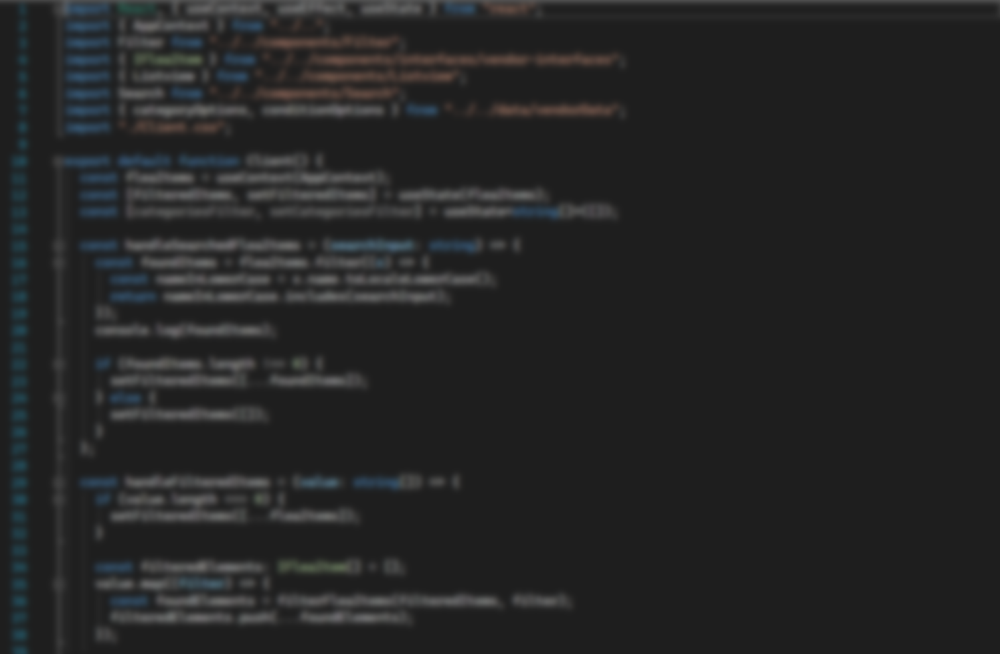 import React, { useContext, useEffect, useState } from "react";
import { AppContext } from "../..";
import Filter from "../../components/Filter";
import { IFleaItem } from "../../components/interfaces/vendor-interfaces";
import { Listview } from "../../components/Listview";
import Search from "../../components/Search";
import { categoryOptions, conditionOptions } from "../../data/vendorData";
import "./Client.css";
export default function Client() {
const fleaItems = useContext(AppContext);
const [filteredItems, setFilteredItems] = useState(fleaItems);
const [categoriesFilter, setCategoriesFilter] = useState<string[]>([]);
const handleSearchedFleaItems = (searchInput: string) => {
const foundItems = fleaItems.filter((x) => {
const nameInLowerCase = x.name.toLocaleLowerCase();
return nameInLowerCase.includes(searchInput);
});
console.log(foundItems);
if (foundItems.length !== 0) {
setFilteredItems([...foundItems]);
} else {
setFilteredItems([]);
}
};
const handleFilteredItems = (value: string[]) => {
if (value.length === 0) {
setFilteredItems([...fleaItems]);
}
const filteredElements: IFleaItem[] = [];
value.map((filter) => {
const foundElements = filterFleaItems(filteredItems, filter);
filteredElements.push(...foundElements);
});